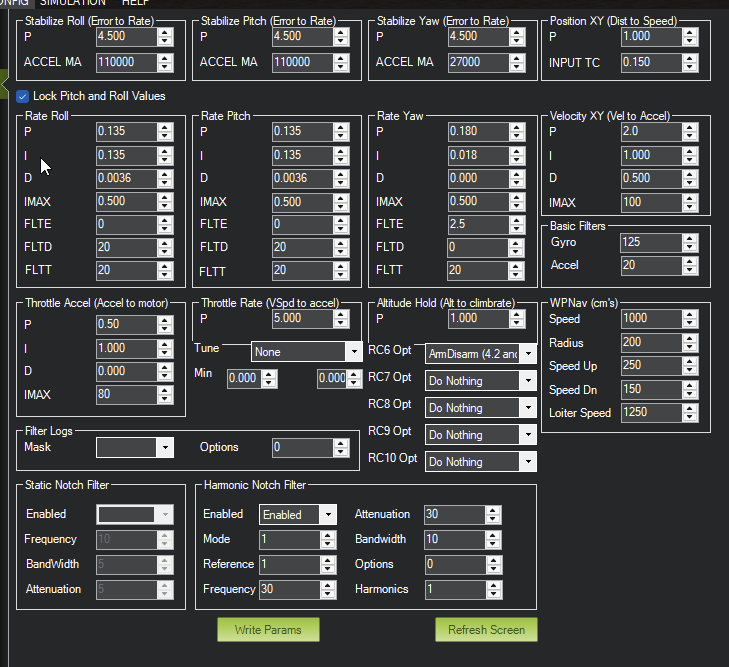 SIMULATION HELP
Stabilize Roll (Error to Rate)
P 4.500
ACCEL MA 110000
Stabilize Pitch (Error to Rate)
P 4.500
ACCEL MA 110000
Stabilize Yaw (Error to Rate)
P 4.500
ACCEL MA 27000
Position XY (Dist to Speed)
P 1.000
INPUT TC 0.150
Lock Pitch and Roll Values
Rate Roll
P 0.135
I 0.135
D 0.0036
IMAX 0.500
FLTE 0
FLTD 20
FLTT 20
Rate Pitch
P 0.135
I 0.135
D 0.0036
IMAX 0.500
FLTE 0
FLTD 20
FLTT 20
Rate Yaw
P 0.180
I 0.018
D 0.000
IMAX 0.500
FLTE 2.5
FLTD 0
FLTT 20
Velocity XY (Vel to Accel)
P 2.0
I 1.000
D 0.500
IMAX 100
Basic Filters
Gyro 125
Accel 20
Throttle Accel (Accel to motor)
P 0.50
I 1.000
D 0.000
IMAX 80
Throttle Rate (VSpd to accel)
P 5.000
Tune None
Min 0.000 0.000
Altitude Hold (Alt to climbrate)
P 1.000
RC6 Opt ArmDisarm (4.2 and
RC7 Opt Do Nothing
RC8 Opt Do Nothing
RC9 Opt Do Nothing
RC10 Opt Do Nothing
WPNav (cm's)
Speed 1000
Radius 200
Speed Up 250
Speed Dn 150
Loiter Speed 1250
Filter Logs
Mask
Options 0
Static Notch Filter
Enabled
Frequency 10
BandWidth 5
Attenuation 5
Harmonic Notch Filter
Enabled Enabled
Mode 1
Reference 1
Frequency 30
Attenuation 30
Bandwidth 10
Options 0
Harmonics 1
Write Params
Refresh Screen